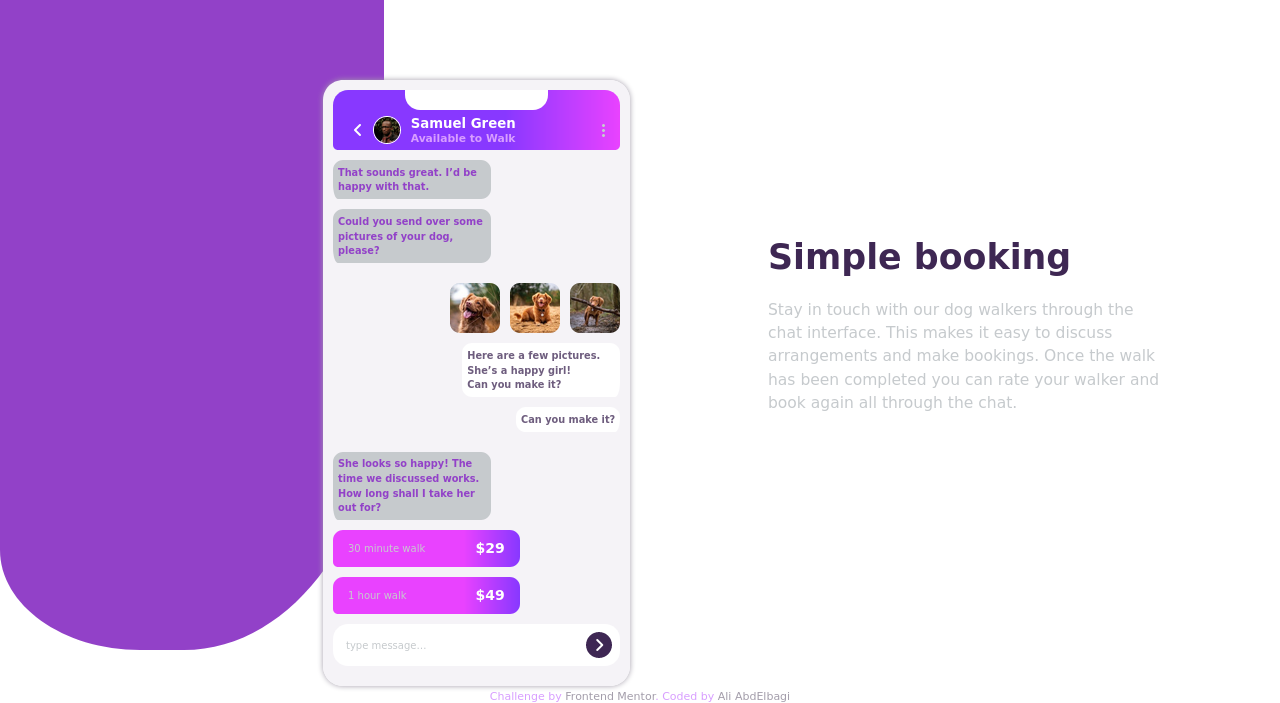 Samuel Green
Available to Walk
That sounds great. I’d be
happy with that.
Could you send over some
pictures of your dog,
please?
Here are a few pictures.
She’s a happy girl!
Can you make it?
Can you make it?
She looks so happy! The
time we discussed works.
How long shall I take her
out for?
30 minute walk $29
1 hour walk $49
type message...
Simple booking
Stay in touch with our dog walkers through the
chat interface. This makes it easy to discuss
arrangements and make bookings. Once the walk
has been completed you can rate your walker and
book again all through the chat.
Challenge by Frontend Mentor. Coded by Ali AbdElbagi